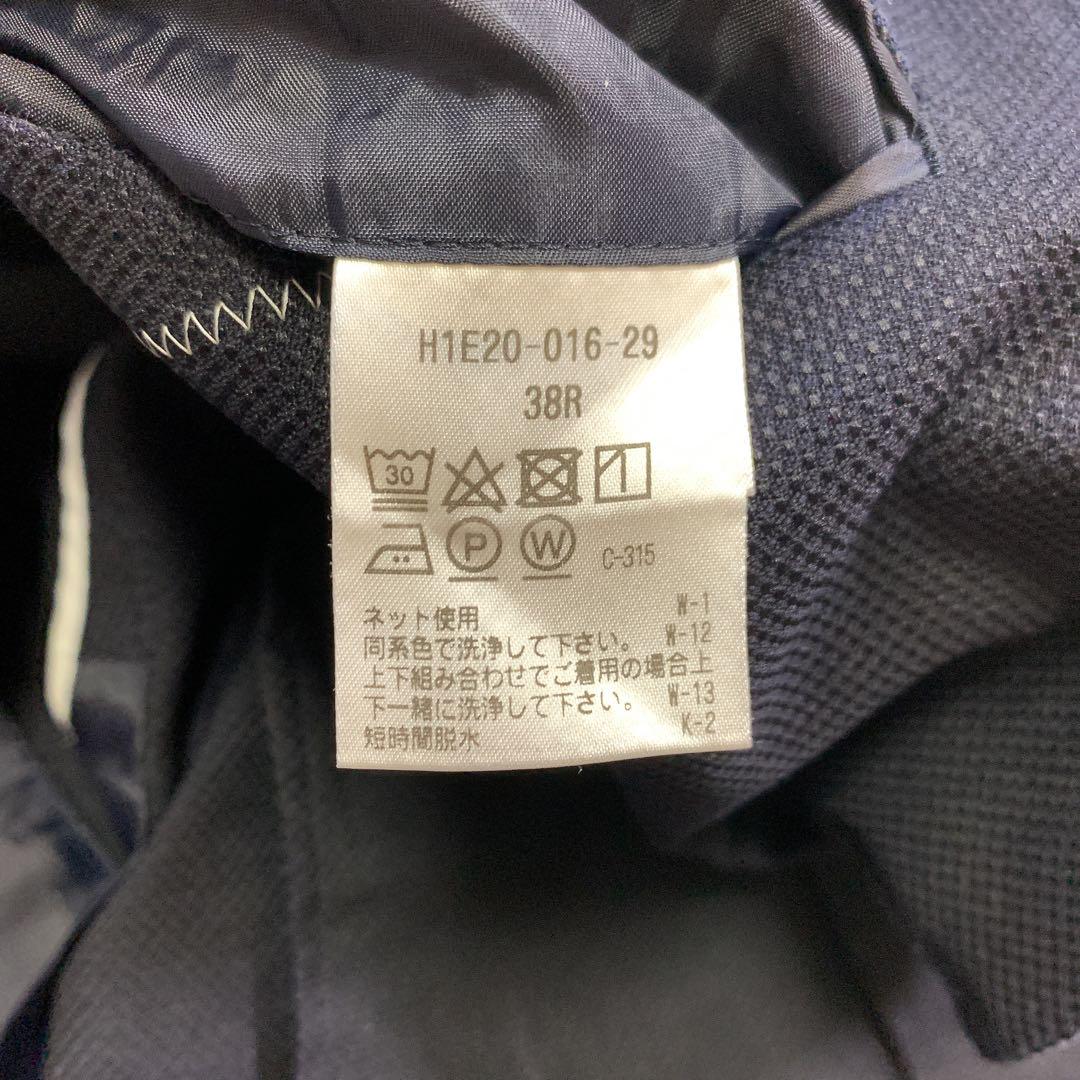 H1E20-016-29
38R
30
P W C-315
ネット使用 W-1
同系色で洗浄して下さい。 W-12
上下組み合わせでご着用の場合上
下一緒に洗浄して下さい。 W-13
短時間脱水 K-2